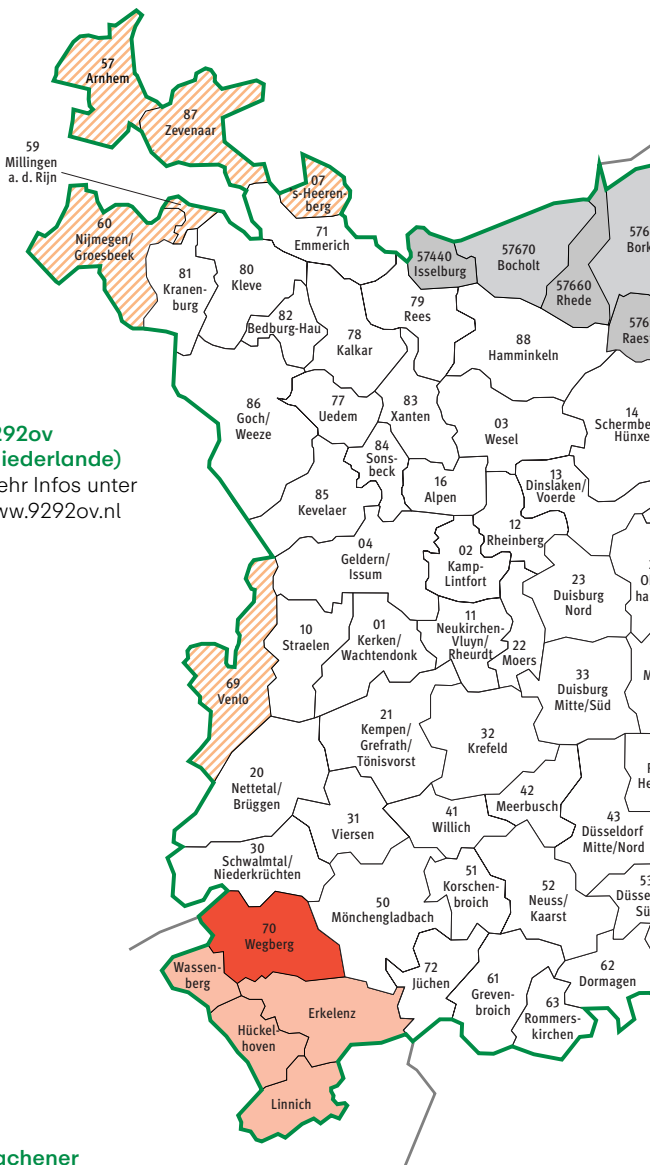 57
Arnhem
87
Zevenaar
59
Millingen
a. d. Rijn
07
's-Heeren-
berg
60
Nijmegen/
Groesbeek
71
Emmerich
81
Kranen-
burg
80
Kleve
82
Bedburg-Hau
57440
Isselburg
57670
Bocholt
57660
Rhede
79
Rees
78
Kalkar
88
Hamminkeln
86
Goch/
Weeze
77
Uedem
83
Xanten
03
Wesel
14
84
Sons-
beck
16
Alpen
13
Dinslaken/
Voerde
85
Kevelaer
12
Rheinberg
04
Geldern/
Issum
02
Kamp-
Lintfort
23
Duisburg
Nord
10
Straelen
01
Kerken/
Wachtendonk
11
Neukirchen-
Vluyn/
Rheurdt
22
Moers
33
Duisburg
Mitte/Süd
69
Venlo
21
Kempen/
Grefrath/
Tönisvorst
32
Krefeld
20
Nettetal/
Brüggen
31
Viersen
41
Willich
42
Meerbusch
43
Düsseldorf
Mitte/Nord
30
Schwalmtal/
Niederkrüchten
50
Mönchengladbach
51
Korschen-
broich
52
Neuss/
Kaarst
70
Wegberg
72
Jüchen
61
Greven-
broich
63
Rommers-
kirchen
62
Dormagen
Wassen-
berg
Erkelenz
Hückel
hoven
Linnich
292ov
iederlande)
ehr Infos unter
ww.9292ov.nl
achener